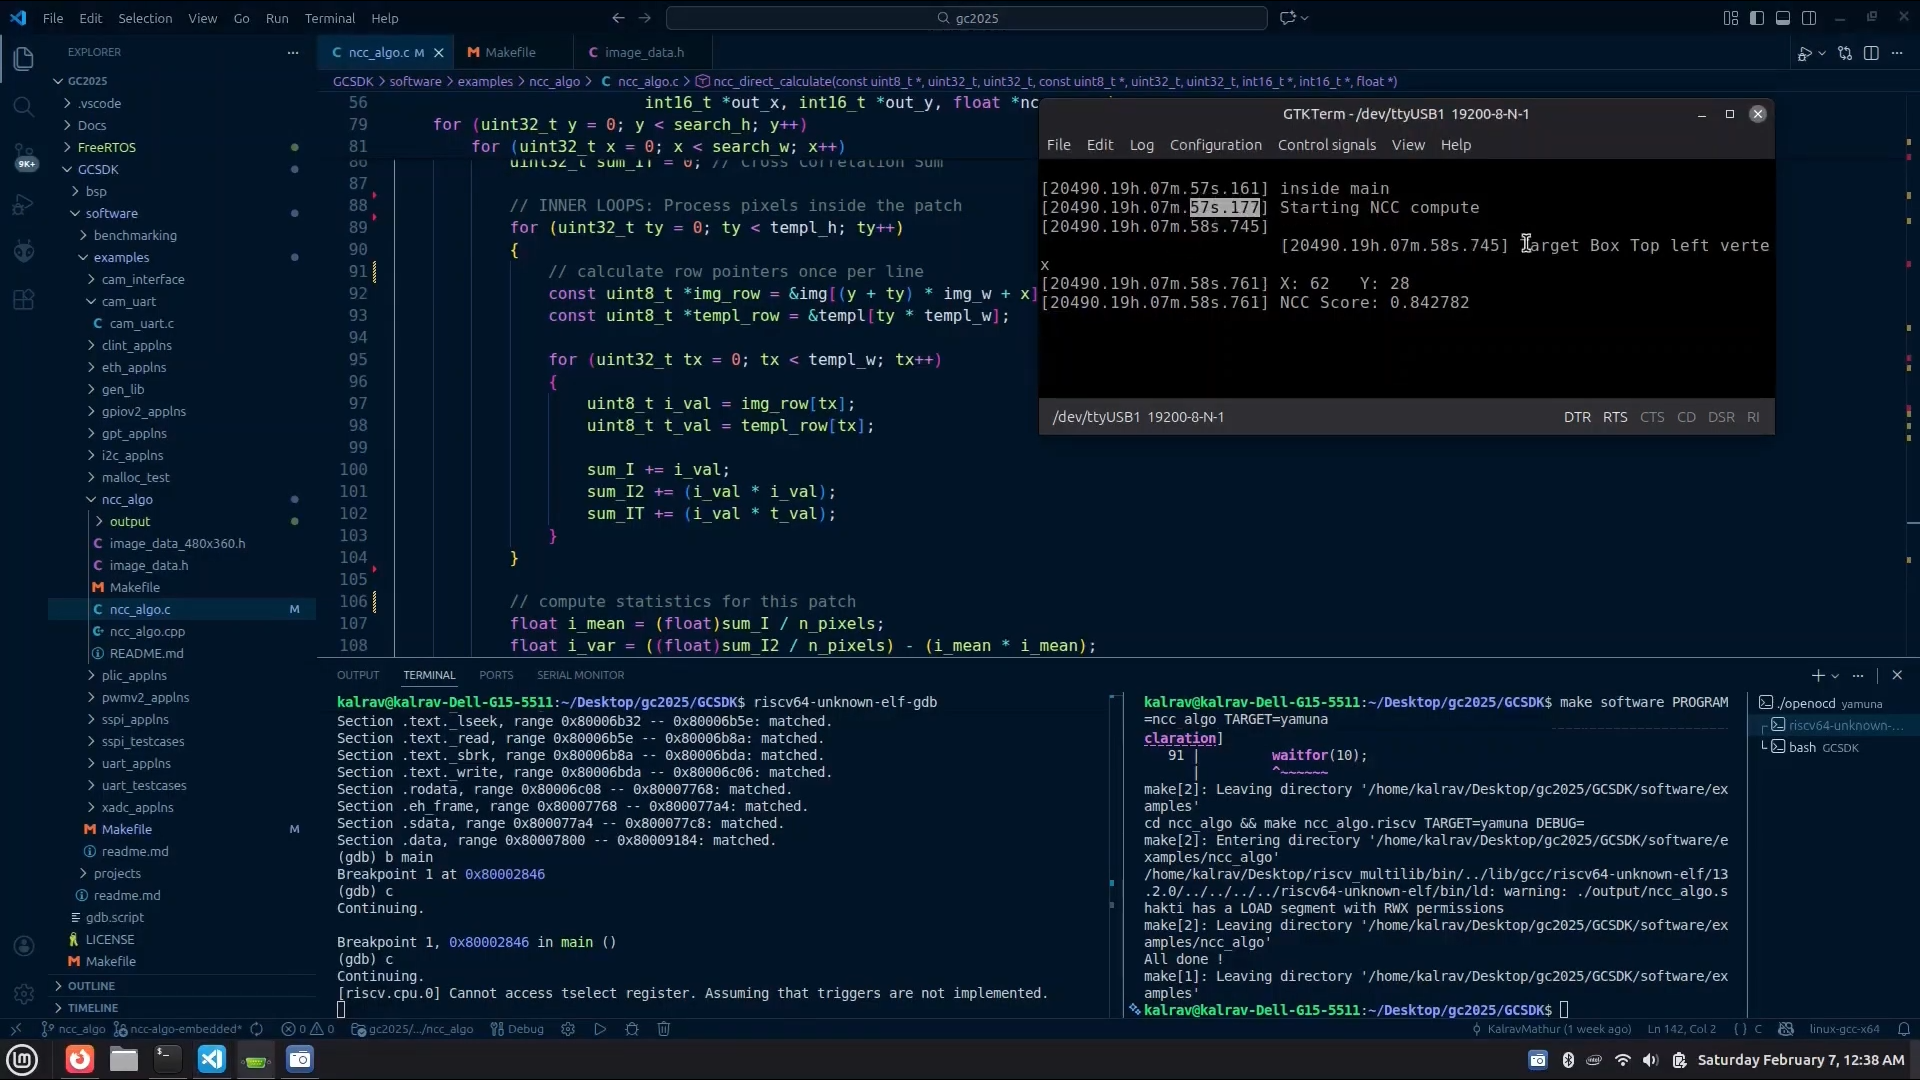 File Edit Selection View Go Run Terminal Help
gc2025
EXPLORER
GC2025
.vscode
Docs
FreeRTOS
GCSDK
bsp
software
benchmarking
examples
cam_interface
cam_uart
cam_uart.c
clint_applns
eth_applns
gen_lib
gpiov2_applns
gpt_applns
i2c_applns
malloc_test
ncc_algo
output
image_data_480x360.h
image_data.h
Makefile
ncc_algo.c M
ncc_algo.cpp
README.md
plic_applns
pwmv2_applns
sspi_applns
sspi_testcases
uart_applns
uart_testcases
xadc_applns
Makefile M
readme.md
projects
readme.md
gdb.script
LICENSE
Makefile
OUTLINE
TIMELINE
9K+
ncc_algo.c M Makefile image_data.h
GCSDK > software > examples > ncc_algo > ncc_algo.c > ncc_direct_calculate(const uint8_t *, uint32_t, uint32_t, const uint8_t *, uint32_t, uint32_t, int16_t *, int16_t *, float *)
56 int16_t *out_x, int16_t *out_y, float
79 for (uint32_t y = 0; y < search_h; y++)
81 for (uint32_t x = 0; x < search_w; x++)
86 uint32_t sum_IT = 0; // Cross Correlation Sum
87
88 // INNER LOOPS: Process pixels inside the patch
89 for (uint32_t ty = 0; ty < templ_h; ty++)
90 {
91 // calculate row pointers once per line
92 const uint8_t *img_row = &img[(y + ty) * img_w + x]
93 const uint8_t *templ_row = &templ[ty * templ_w];
94
95 for (uint32_t tx = 0; tx < templ_w; tx++)
96 {
97 uint8_t i_val = img_row[tx];
98 uint8_t t_val = templ_row[tx];
99
100 sum_I += i_val;
101 sum_I2 += (i_val * i_val);
102 sum_IT += (i_val * t_val);
103 }
104 }
105
106 // compute statistics for this patch
107 float i_mean = (float)sum_I / n_pixels;
108 float i_var = ((float)sum_I2 / n_pixels) - (i_mean * i_mean);
GTKTerm - /dev/ttyUSB1 19200-8-N-1
File Edit Log Configuration Control signals View Help
[20490.19h.07m.57s.161] inside main
[20490.19h.07m.57s.177] Starting NCC compute
[20490.19h.07m.58s.745]
[20490.19h.07m.58s.745] Target Box Top left verte
x
[20490.19h.07m.58s.761] X: 62 Y: 28
[20490.19h.07m.58s.761] NCC Score: 0.842782
/dev/ttyUSB1 19200-8-N-1 DTR RTS CTS CD DSR RI
OUTPUT TERMINAL PORTS SERIAL MONITOR
kalrav@kalrav-Dell-G15-5511:~/Desktop/gc2025/GCSDK$ riscv64-unknown-elf-gdb
Section .text._lseek, range 0x80006b32 -- 0x80006b5e: matched.
Section .text._read, range 0x80006b5e -- 0x80006b8a: matched.
Section .text._sbrk, range 0x80006b8a -- 0x80006bda: matched.
Section .text._write, range 0x80006bda -- 0x80006c06: matched.
Section .rodata, range 0x80006c08 -- 0x80007768: matched.
Section .eh_frame, range 0x80007768 -- 0x800077a4: matched.
Section .sdata, range 0x800077a4 -- 0x800077c8: matched.
Section .data, range 0x80007800 -- 0x80009184: matched.
(gdb) b main
Breakpoint 1 at 0x80002846
(gdb) c
Continuing.
Breakpoint 1, 0x80002846 in main ()
(gdb) c
Continuing.
[riscv.cpu.0] Cannot access tselect register. Assuming that triggers are not implemented.
kalrav@kalrav-Dell-G15-5511:~/Desktop/gc2025/GCSDK$ make software PROGRAM
=ncc algo TARGET=yamuna
claration]
91 | waitfor(10);
| ^~~~~~~
make[2]: Leaving directory '/home/kalrav/Desktop/gc2025/GCSDK/software/ex
amples'
cd ncc_algo && make ncc_algo.riscv TARGET=yamuna DEBUG=
make[2]: Entering directory '/home/kalrav/Desktop/gc2025/GCSDK/software/e
xamples/ncc_algo'
/home/kalrav/Desktop/riscv_multilib/bin/../lib/gcc/riscv64-unknown-elf/13
.2.0/../../../../riscv64-unknown-elf/bin/ld: warning: ./output/ncc_algo.s
hakti has a LOAD segment with RWX permissions
make[2]: Leaving directory '/home/kalrav/Desktop/gc2025/GCSDK/software/ex
amples/ncc_algo'
All done !
make[1]: Leaving directory '/home/kalrav/Desktop/gc2025/GCSDK/software/ex
amples'
kalrav@kalrav-Dell-G15-5511:~/Desktop/gc2025/GCSDK$
./openocd yamuna
riscv64-unknown-...
bash GCSDK
ncc_algo ncc-algo-embedded* 0 0 gc2025/.../ncc_algo Debug KalravMathur (1 week ago) Ln 142, Col 2 {} C linux-gcc-x64
Saturday February 7, 12:38 AM